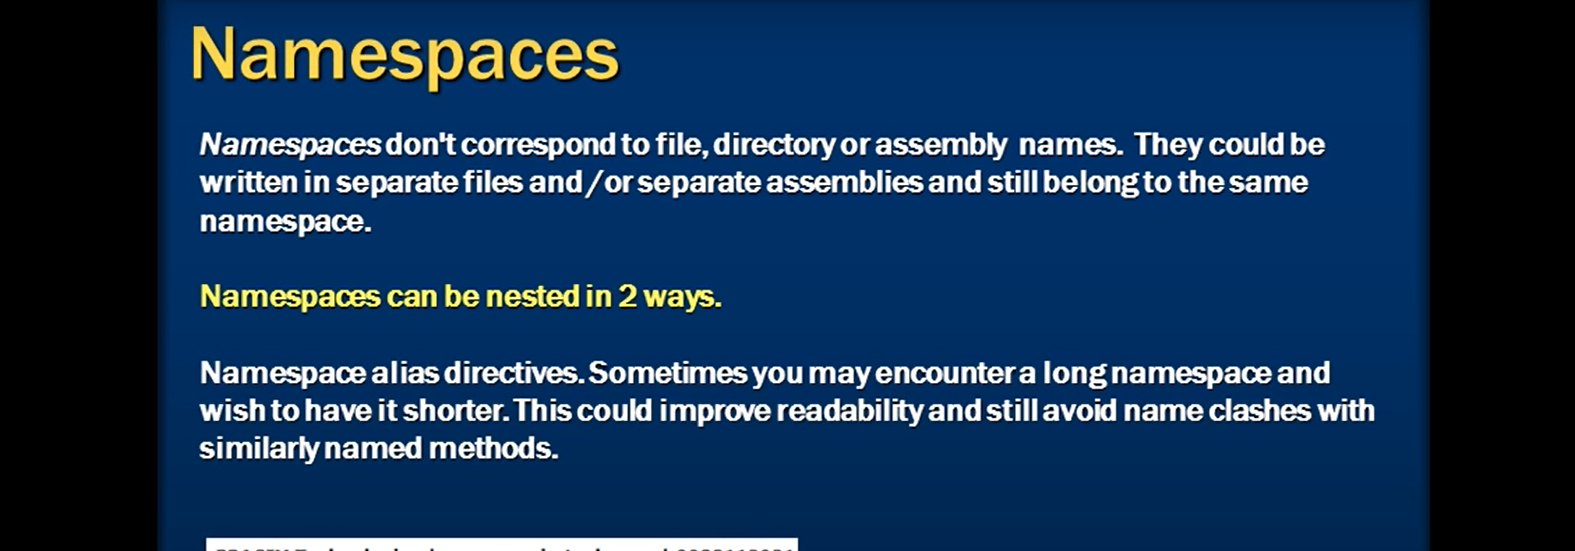 Namespaces
Namespaces don't correspond to file, directory or assembly names. They could be
written in separate files and/or separate assemblies and still belong to the same
namespace.
Namespaces can be nested in 2 ways.
Namespace alias directives. Sometimes you may encounter a long namespace and
wish to have it shorter. This could improve readability and still avoid name clashes with
similarly named methods.